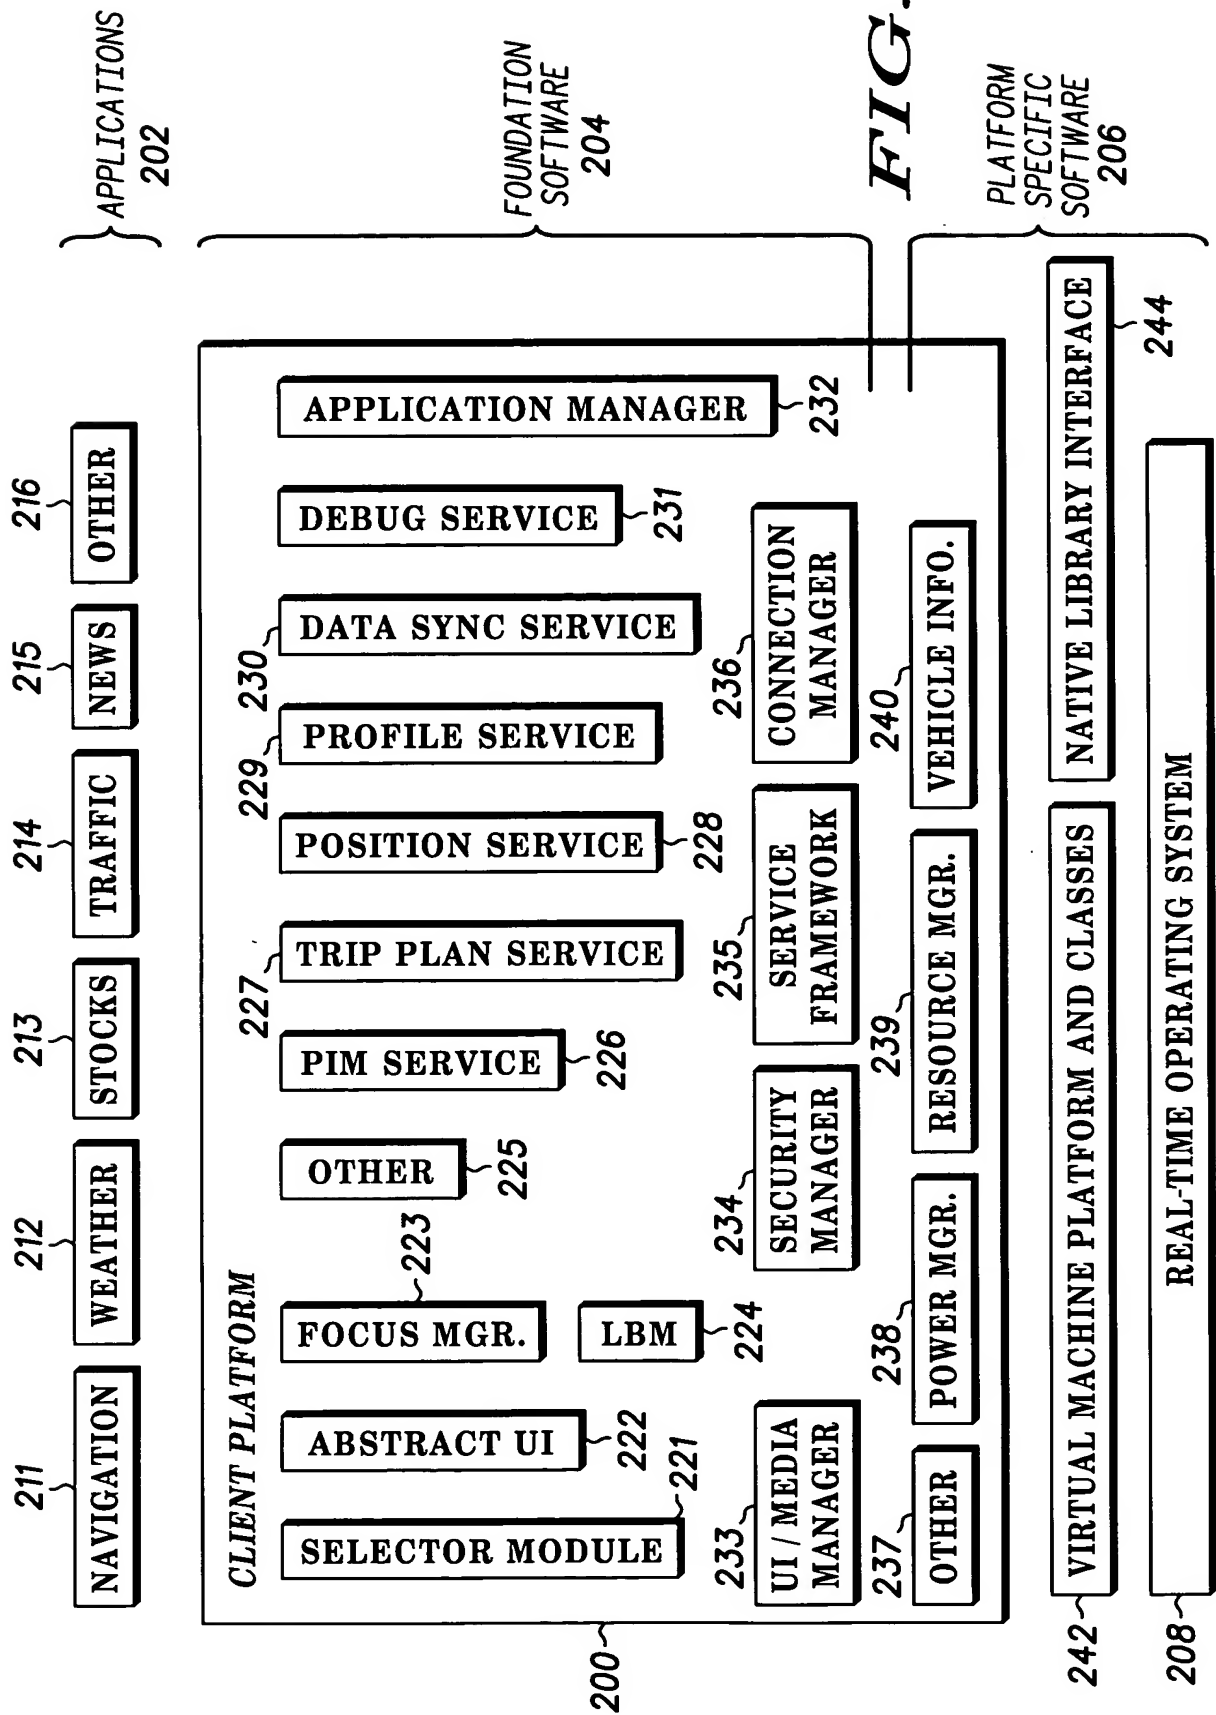 211
212
213
214
215
216
NAVIGATION
WEATHER
STOCKS
TRAFFIC
NEWS
OTHER
APPLICATIONS
202
CLIENT PLATFORM
200
SELECTOR MODULE
221
ABSTRACT UI
222
FOCUS MGR.
223
LBM
224
OTHER
225
PIM SERVICE
226
TRIP PLAN SERVICE
227
POSITION SERVICE
228
PROFILE SERVICE
229
DATA SYNC SERVICE
230
DEBUG SERVICE
231
APPLICATION MANAGER
232
FOUNDATION
SOFTWARE
204
233
UI / MEDIA
MANAGER
234
SECURITY
MANAGER
235
SERVICE
FRAMEWORK
236
CONNECTION
MANAGER
237
OTHER
238
POWER MGR.
239
RESOURCE MGR.
240
VEHICLE INFO.
FIG.
PLATFORM
SPECIFIC
SOFTWARE
206
242
VIRTUAL MACHINE PLATFORM AND CLASSES
NATIVE LIBRARY INTERFACE
244
208
REAL-TIME OPERATING SYSTEM